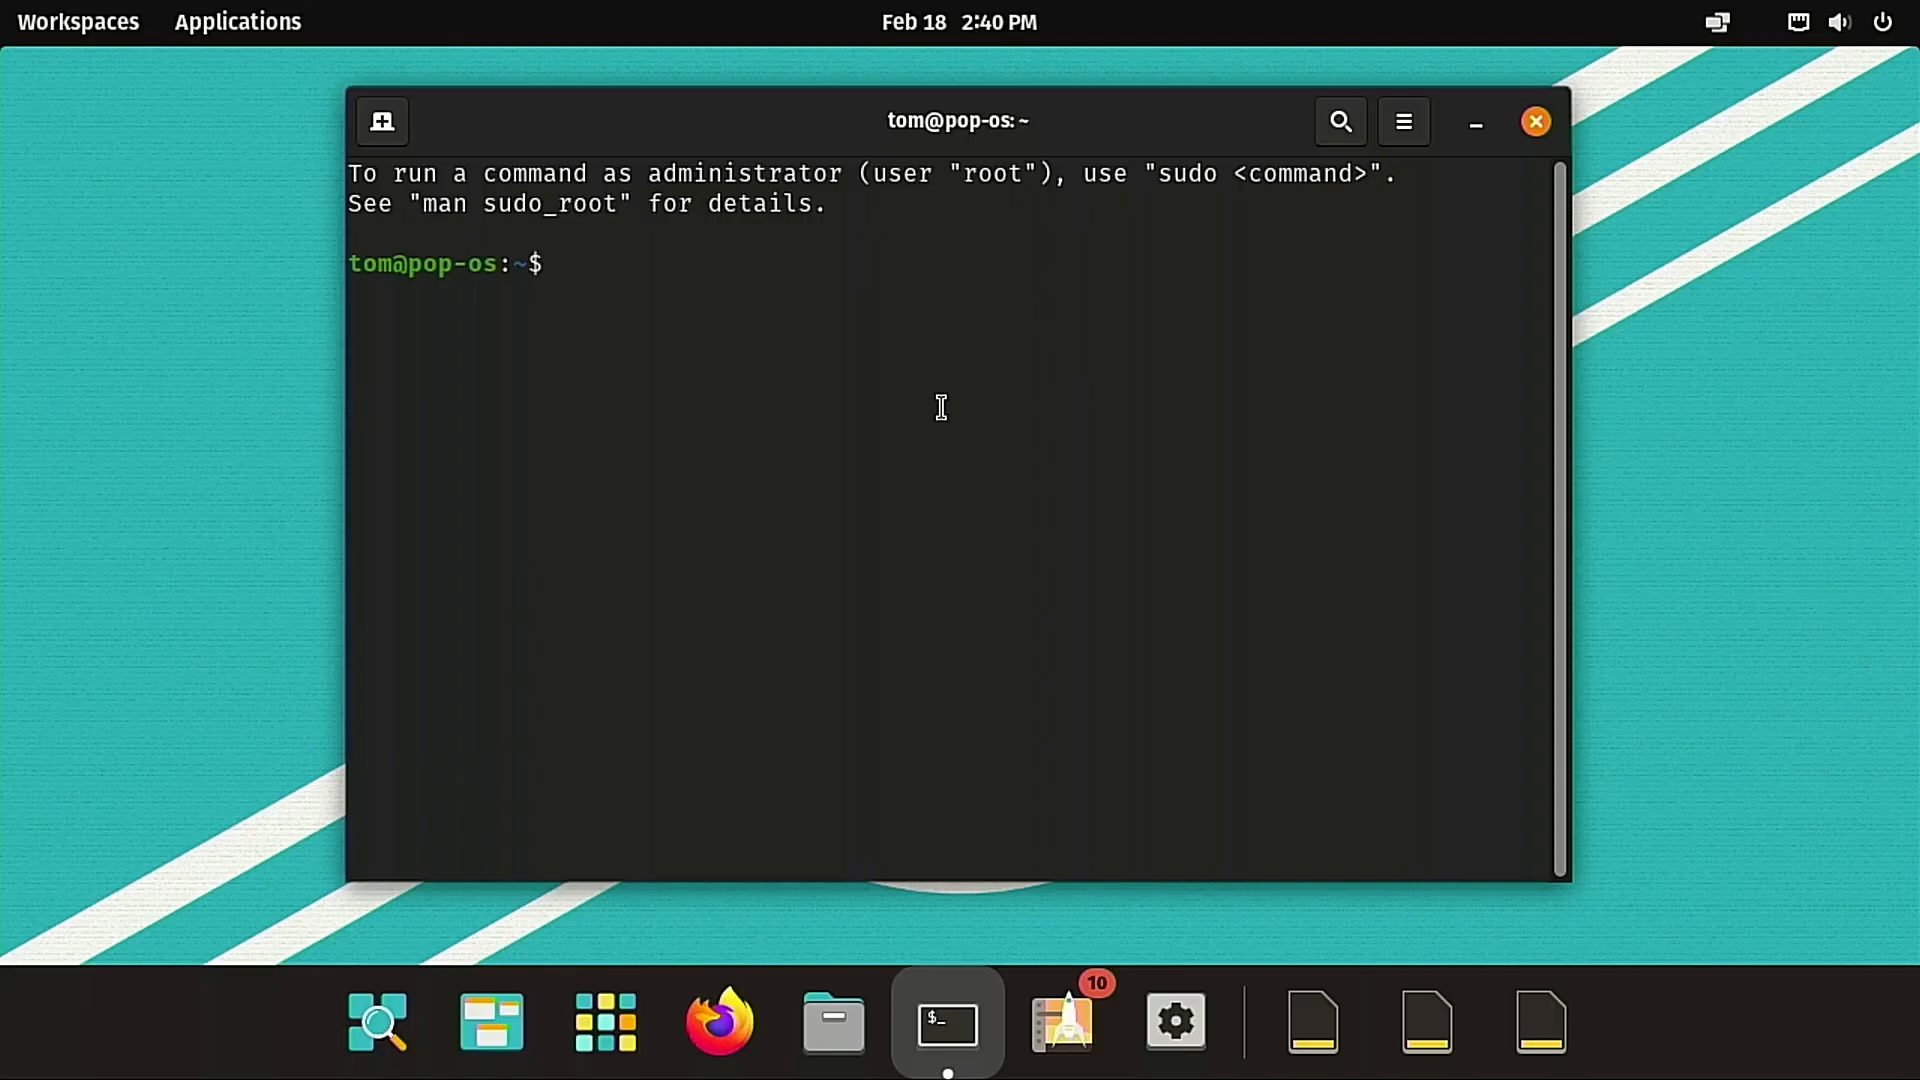 Workspaces Applications Feb 18 2:40 PM
tom@pop-os: ~
To run a command as administrator (user "root"), use "sudo <command>".
See "man sudo_root" for details.
tom@pop-os:~$
$_
10